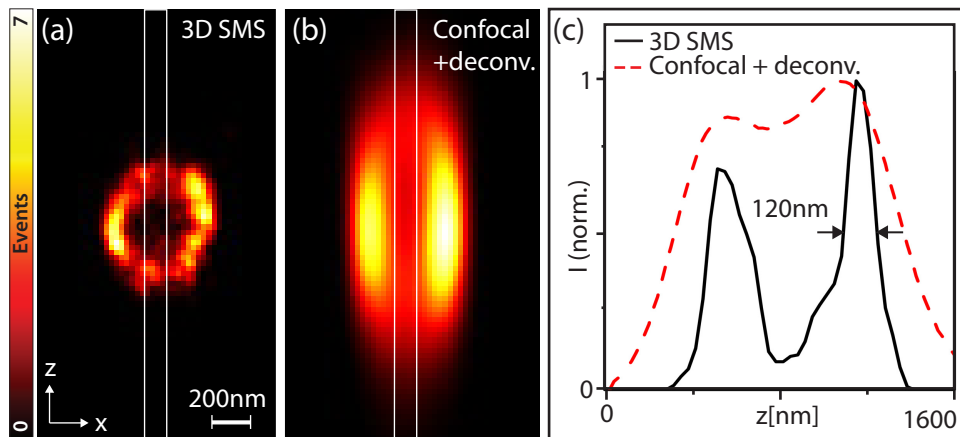 7
Events
0
(a)
3D SMS
z
x
200nm
(b)
Confocal
+deconv.
(c)
3D SMS
Confocal + deconv.
1
I (norm.)
120nm
0
0
z[nm]
1600